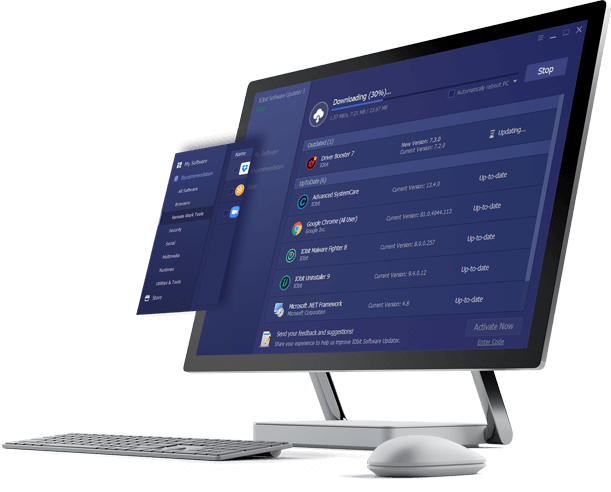 IObit Software Updater 3
Downloading (30%)...
Automatically reboot PC
Stop
Outdated (1)
Driver Booster 7
IObit
New Version: 7.3.0
Current Version: 7.2.0
Updating...
UpToDate (6)
Advanced SystemCare
IObit
Current Version: 13.4.0
Up-to-date
Google Chrome (All User)
Google Inc.
Current Version: 81.0.4044.113
Up-to-date
IObit Malware Fighter 8
IObit
Current Version: 8.0.0.257
Up-to-date
IObit Uninstaller 9
IObit
Current Version: 9.4.0.12
Up-to-date
Microsoft .NET Framework
Microsoft Corporation
Current Version: 4.8
Up-to-date
Send your feedback and suggestions!
Share your experience to help us improve IObit Software Updater.
Activate Now
Enter Code
My Software
Recommendation
All Software
Browsers
Remote Work Tools
Security
Social
Multimedia
Runtimes
Utilities & Tools
Store
Name